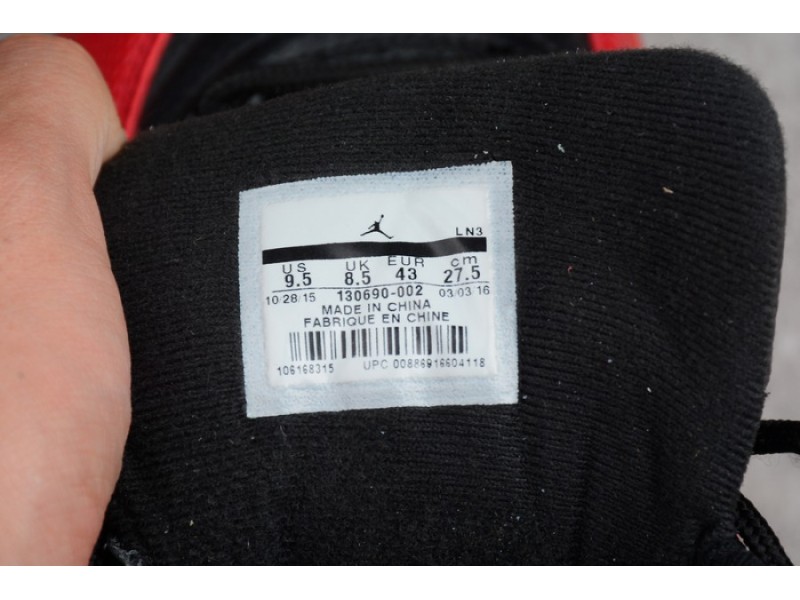 LN3
US UK EUR cm
9.5 8.5 43 27.5
10/28/15 130690-002 03/03/16
MADE IN CHINA
FABRIQUE EN CHINE
106168315 UPC 00886916604118